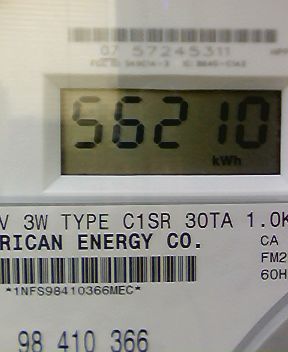 07 57245311
56210
kWh
V 3W TYPE C1SR 30TA 1.0K
RICAN ENERGY CO.
CA
FM2
60H
*1NFS98410366MEC*
98 410 366